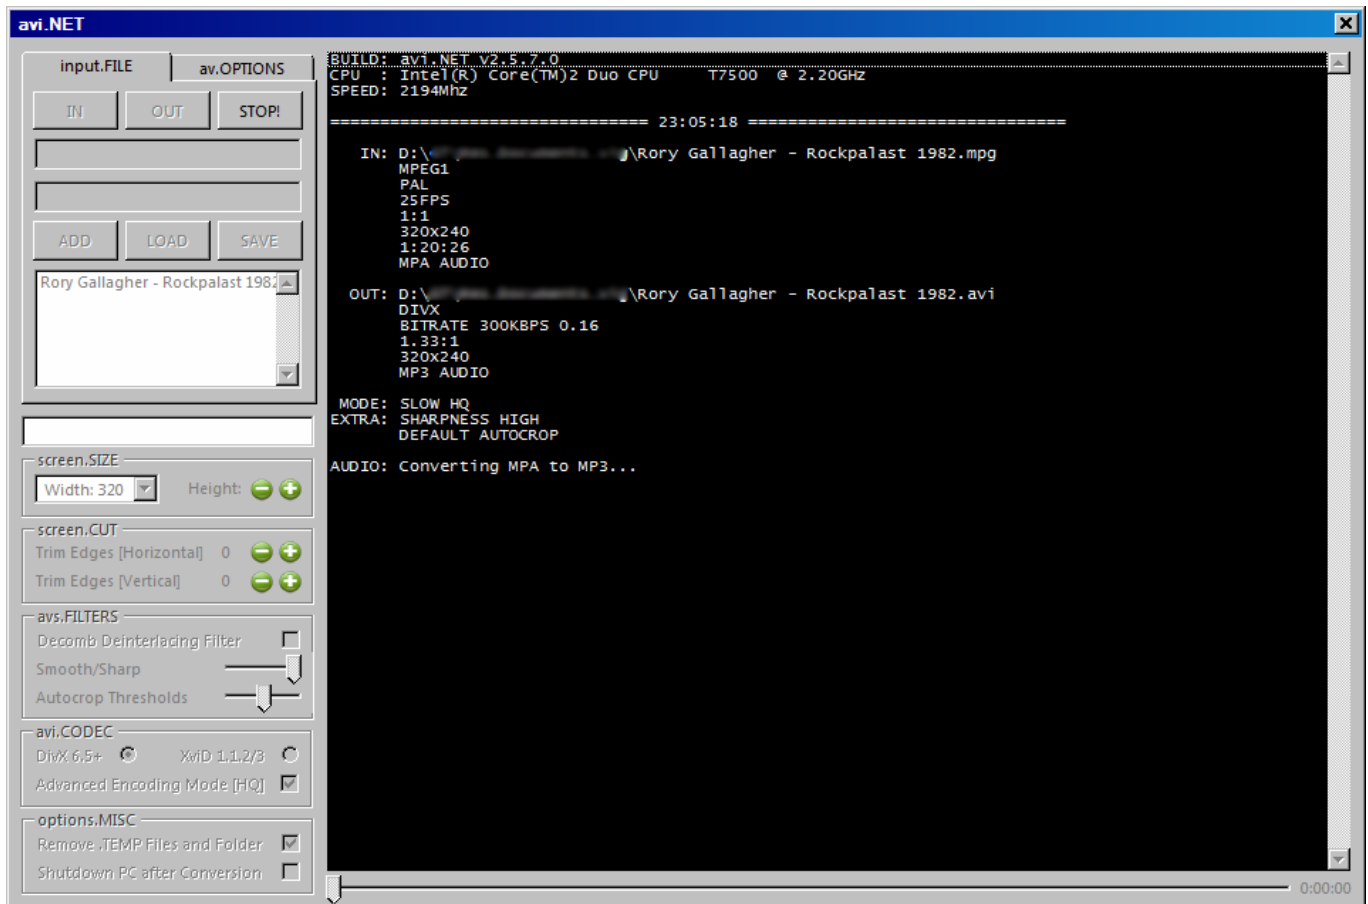 avi.NET
input.FILE
av.OPTIONS
IN
OUT
STOP!
ADD
LOAD
SAVE
Rory Gallagher - Rockpalast 1982
screen.SIZE
Width: 320
Height:
screen.CUT
Trim Edges [Horizontal] 0
Trim Edges [Vertical] 0
avs.FILTERS
Decomb Deinterlacing Filter
Smooth/Sharp
Autocrop Thresholds
avi.CODEC
DivX 6.5+
XviD 1.1.2/3
Advanced Encoding Mode [HQ]
options.MISC
Remove .TEMP Files and Folder
Shutdown PC after Conversion
BUILD: avi.NET v2.5.7.0
CPU : Intel(R) Core(TM)2 Duo CPU T7500 @ 2.20GHz
SPEED: 2194Mhz
================================ 23:05:18 ================================
IN: D:\ \Rory Gallagher - Rockpalast 1982.mpg
MPEG1
PAL
25FPS
1:1
320x240
1:20:26
MPA AUDIO
OUT: D:\ \Rory Gallagher - Rockpalast 1982.avi
DIVX
BITRATE 300KBPS 0.16
1.33:1
320x240
MP3 AUDIO
MODE: SLOW HQ
EXTRA: SHARPNESS HIGH
DEFAULT AUTOCROP
AUDIO: Converting MPA to MP3...
0:00:00